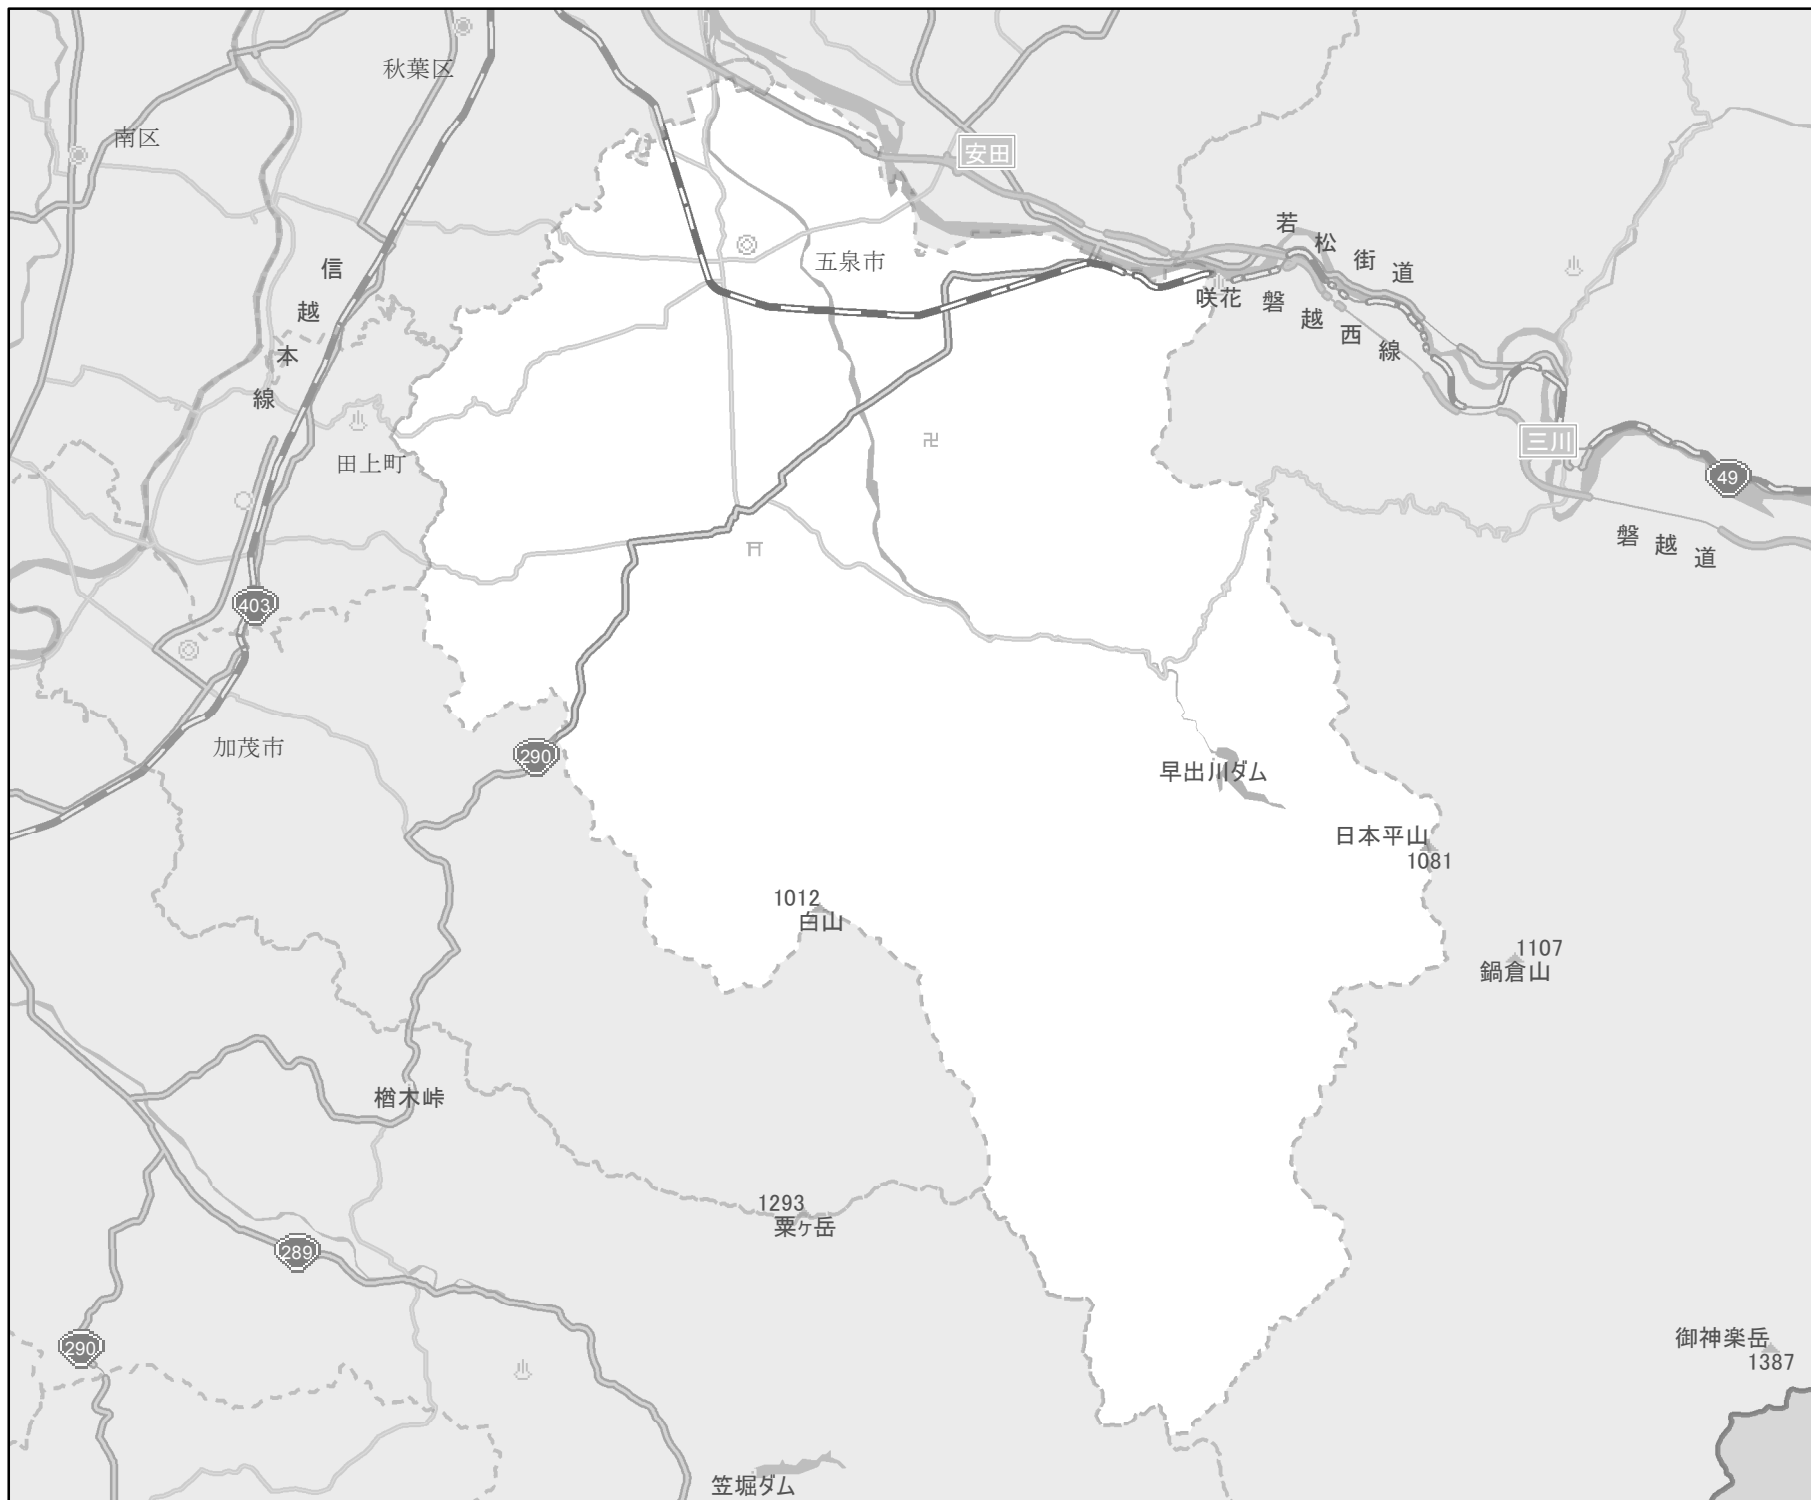 秋葉区
南区
安田
若松街道
五泉市
信越本線
咲花
磐越西線
三川
田上町
49
磐越道
403
加茂市
290
早出川ダム
日本平山
1081
1012
白山
1107
鍋倉山
楢木峠
1293
粟ヶ岳
289
290
御神楽岳
1387
笠堀ダム